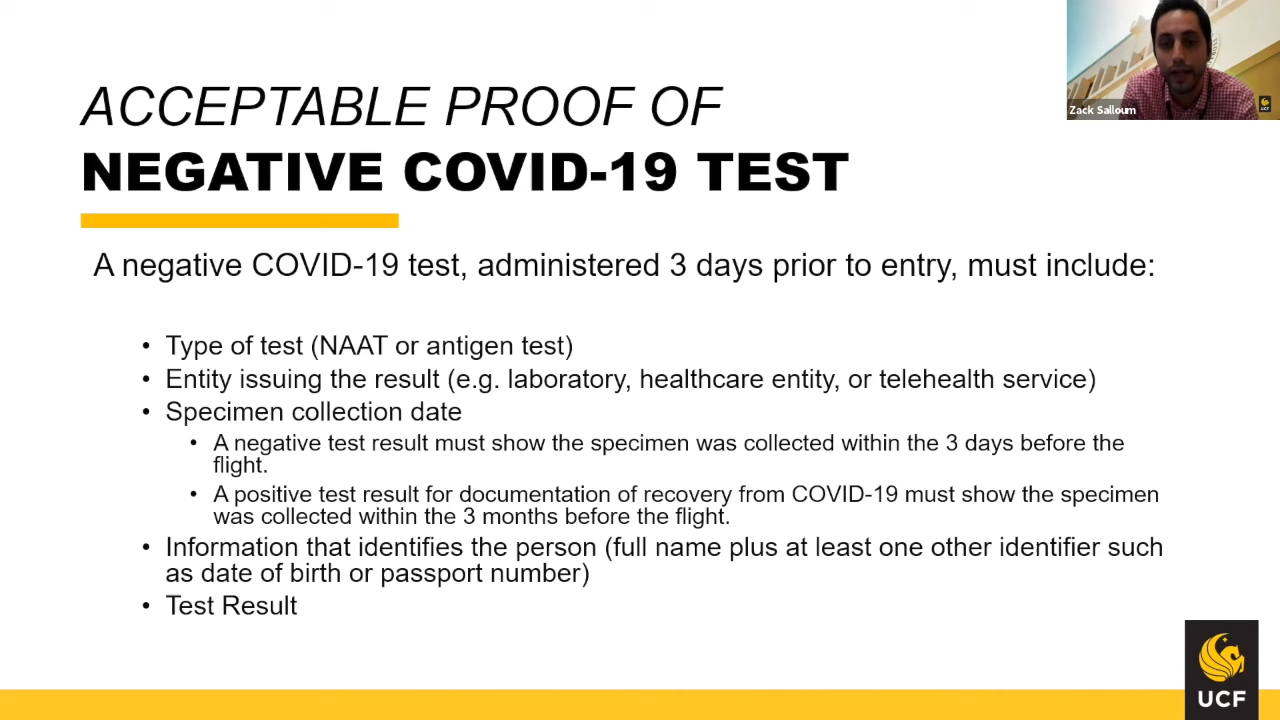 ACCEPTABLE PROOF OF
NEGATIVE COVID-19 TEST
Zack Salloum
UCF
A negative COVID-19 test, administered 3 days prior to entry, must include:
• Type of test (NAAT or antigen test)
• Entity issuing the result (e.g. laboratory, healthcare entity, or telehealth service)
• Specimen collection date
• A negative test result must show the specimen was collected within the 3 days before the
flight.
• A positive test result for documentation of recovery from COVID-19 must show the specimen
was collected within the 3 months before the flight.
• Information that identifies the person (full name plus at least one other identifier such
as date of birth or passport number)
• Test Result
UCF